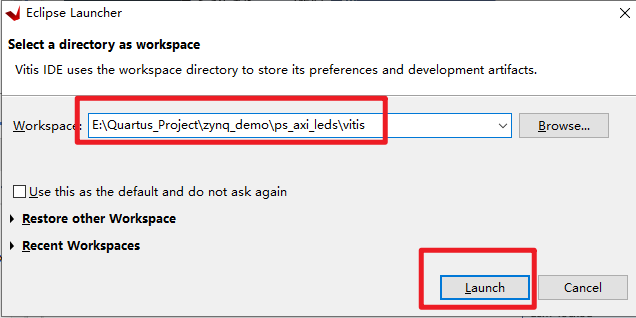 Eclipse Launcher
Select a directory as workspace
Vitis IDE uses the workspace directory to store its preferences and development artifacts.
Workspace: E:\Quartus_Project\zynq_demo\ps_axi_leds\vitis Browse...
Use this as the default and do not ask again
Restore other Workspace
Recent Workspaces
Launch Cancel